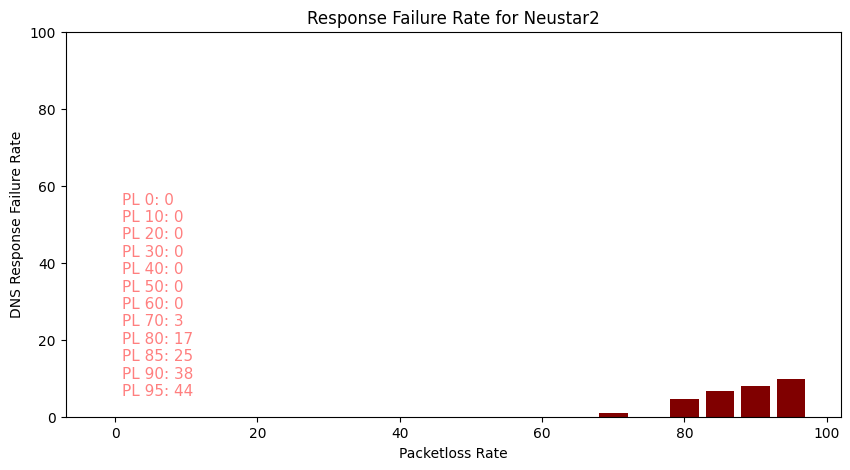 Response Failure Rate for Neustar2
100
80
60
40
20
0
DNS Response Failure Rate
PL 0: 0
PL 10: 0
PL 20: 0
PL 30: 0
PL 40: 0
PL 50: 0
PL 60: 0
PL 70: 3
PL 80: 17
PL 85: 25
PL 90: 38
PL 95: 44
0 20 40 60 80 100
Packetloss Rate